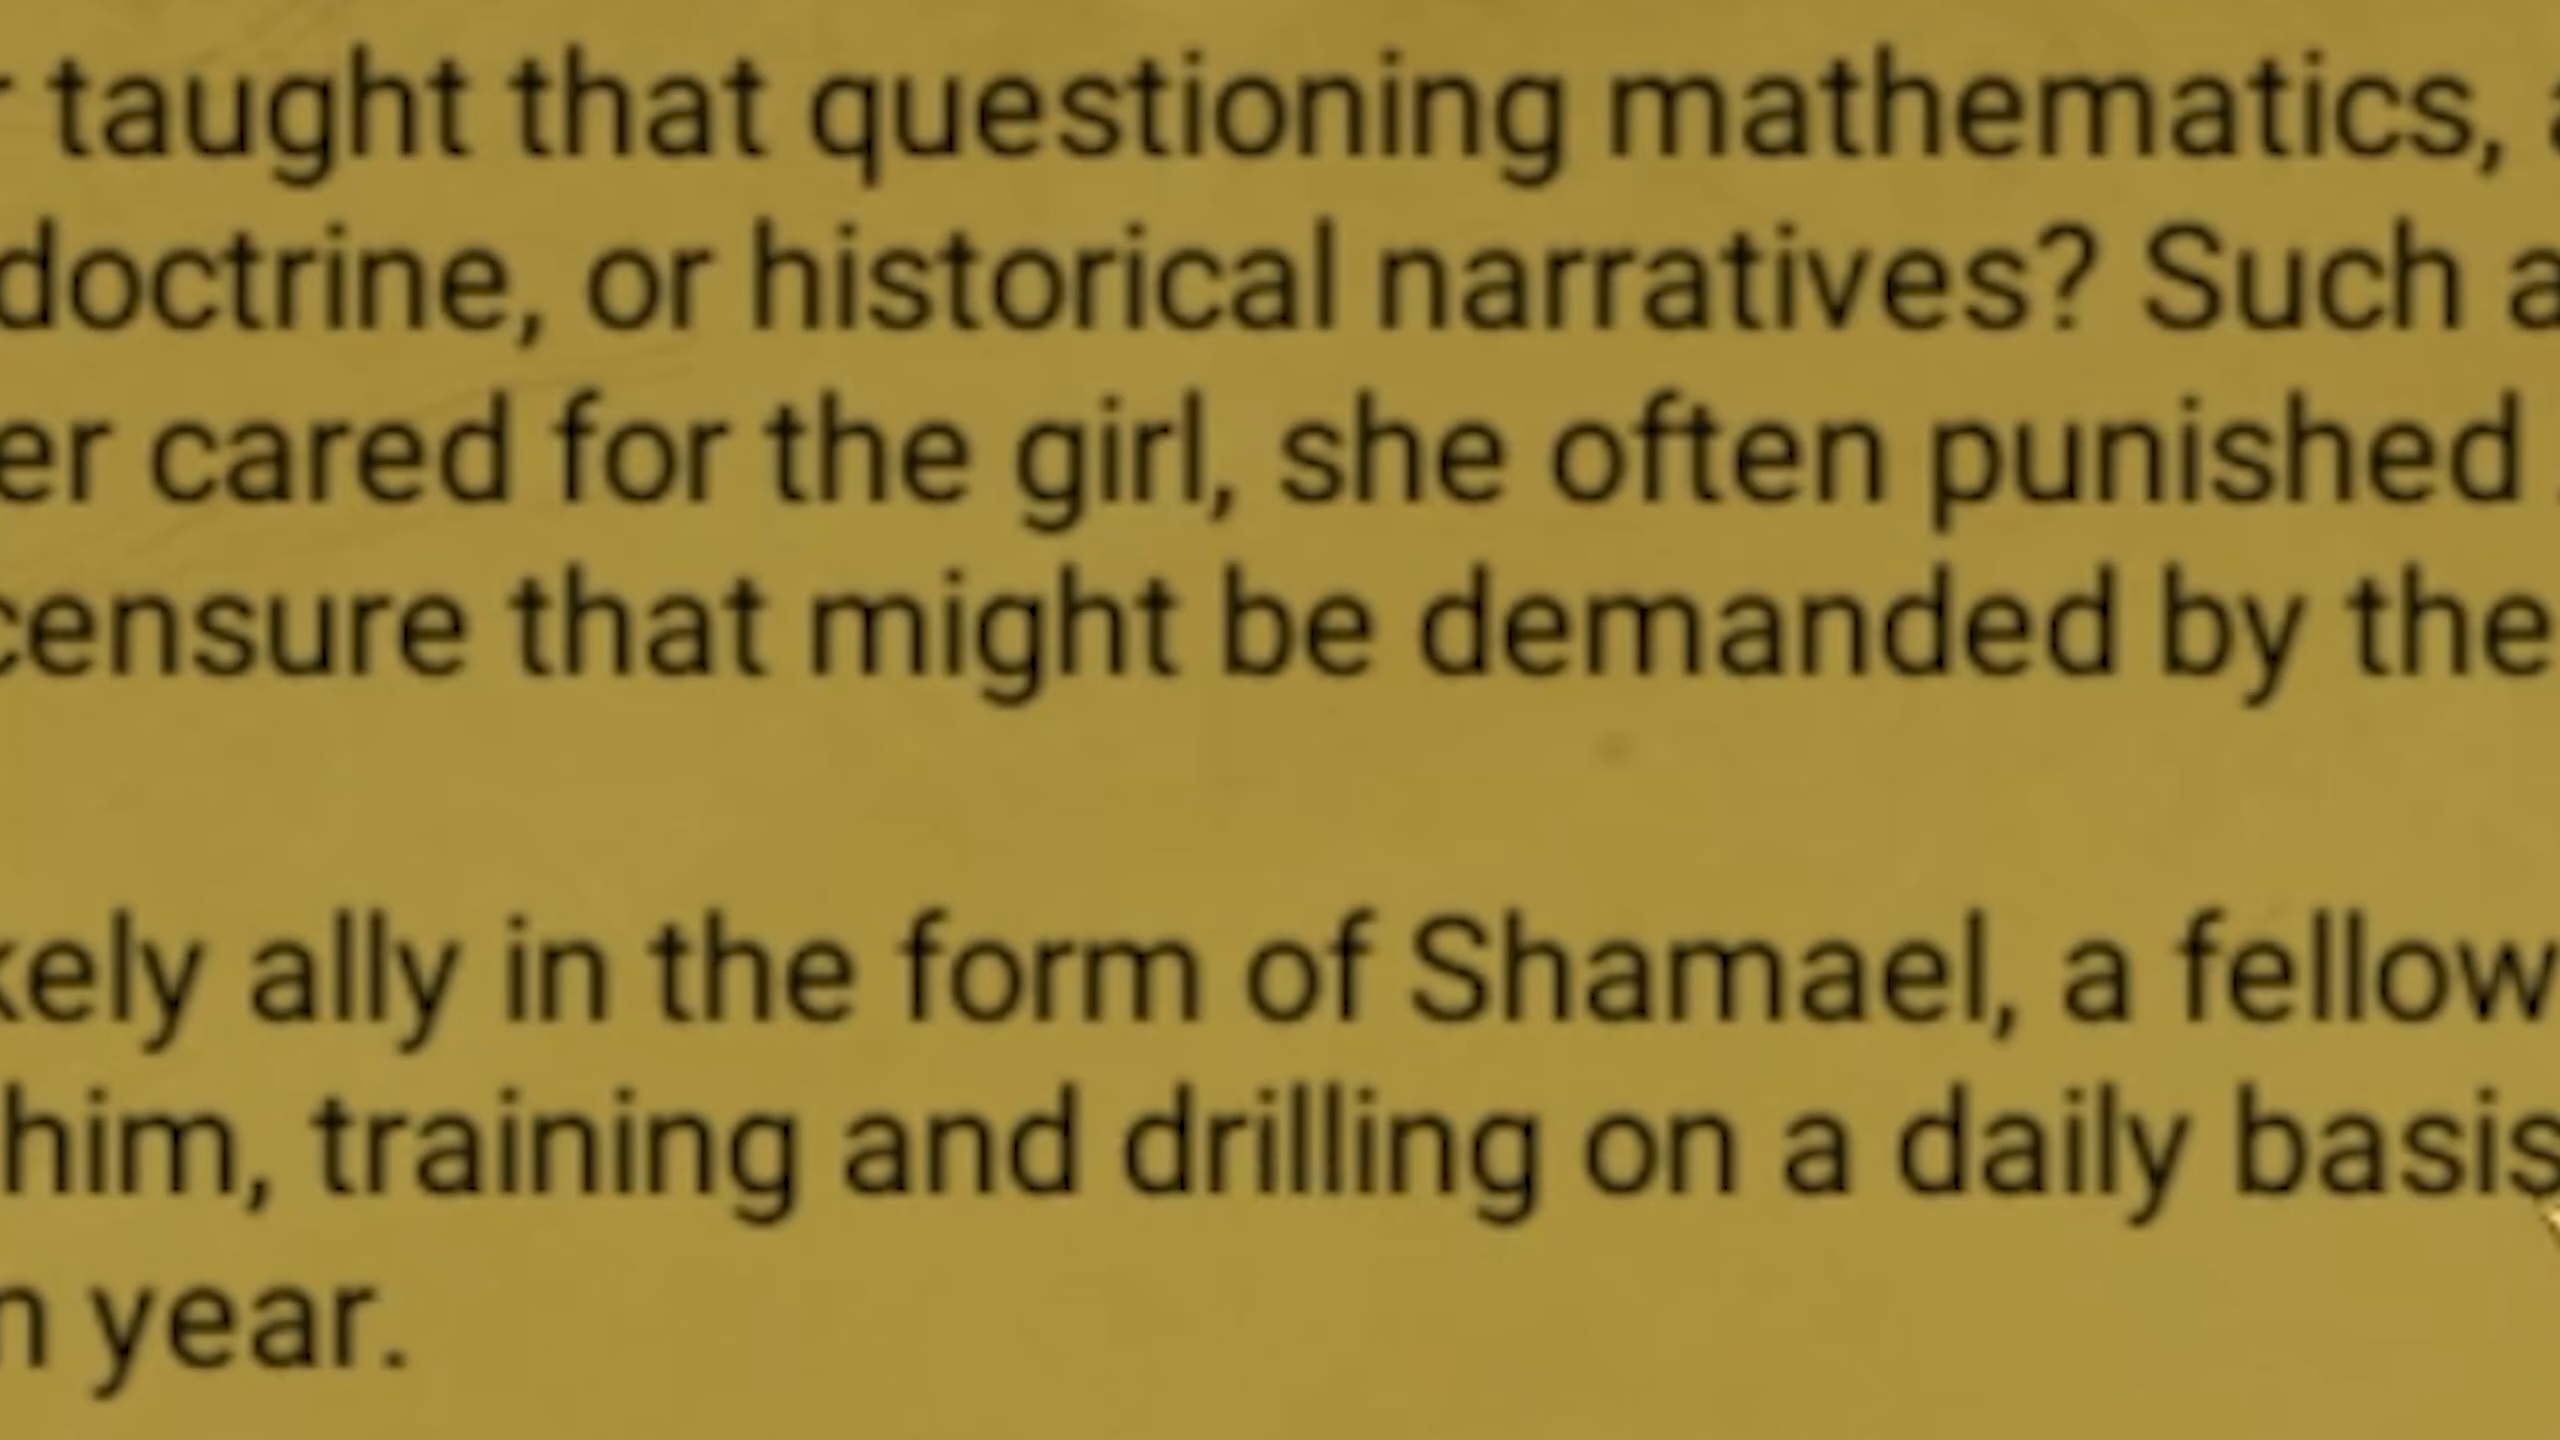 taught that questioning mathematics,
doctrine, or historical narratives? Such
cared for the girl, she often punished
censure that might be demanded by the
ally in the form of Shamael, a fellow
him, training and drilling on a daily basis
year.